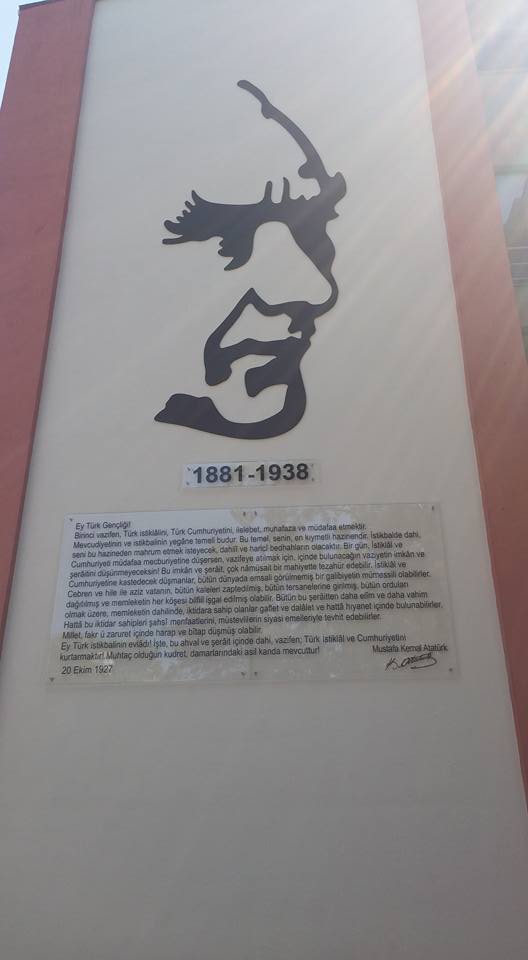 1881-1938
Ey Türk Gençliği!
Birinci vazifen, Türk istiklâlini, Türk Cumhuriyetini, ilelebet, muhafaza ve müdafaa etmektir.
Mevcudiyetinin ve istikbalinin yegâne temeli budur. Bu temel, senin, en kıymetli hazinendir. İstikbalde dahi,
seni bu hazineden mahrum etmek isteyecek, dahilî ve haricî bedhahların olacaktır. Bir gün, İstiklâl ve
Cumhuriyeti müdafaa mecburiyetine düşersen, vazifeye atılmak için, içinde bulunacağın vaziyetin imkân ve
şerâitini düşünmeyeceksin! Bu imkân ve şerâit, çok nâmüsait bir mahiyette tezahür edebilir. İstiklâl ve
Cumhuriyetine kastedecek düşmanlar, bütün dünyada emsali görülmemiş bir galibiyetin mümessili olabilirler.
Cebren ve hile ile aziz vatanın, bütün kaleleri zaptedilmiş, bütün tersanelerine girilmiş, bütün orduları
dağıtılmış ve memleketin her köşesi bilfiil işgal edilmiş olabilir. Bütün bu şerâitten daha elîm ve daha vahim
olmak üzere, memleketin dahilinde, iktidara sahip olanlar gaflet ve dalâlet ve hattâ hıyanet içinde bulunabilirler.
Hattâ bu iktidar sahipleri şahsî menfaatlerini, müstevlilerin siyasi emelleriyle tevhit edebilirler.
Millet, fakr ü zaruret içinde harap ve bîtap düşmüş olabilir.
Ey Türk istikbalinin evlâdı! İşte, bu ahval ve şerâit içinde dahi, vazifen; Türk İstiklâl ve Cumhuriyetini
kurtarmaktır! Muhtaç olduğun kudret, damarlarındaki asil kanda mevcuttur!
Mustafa Kemal Atatürk
20 Ekim 1927